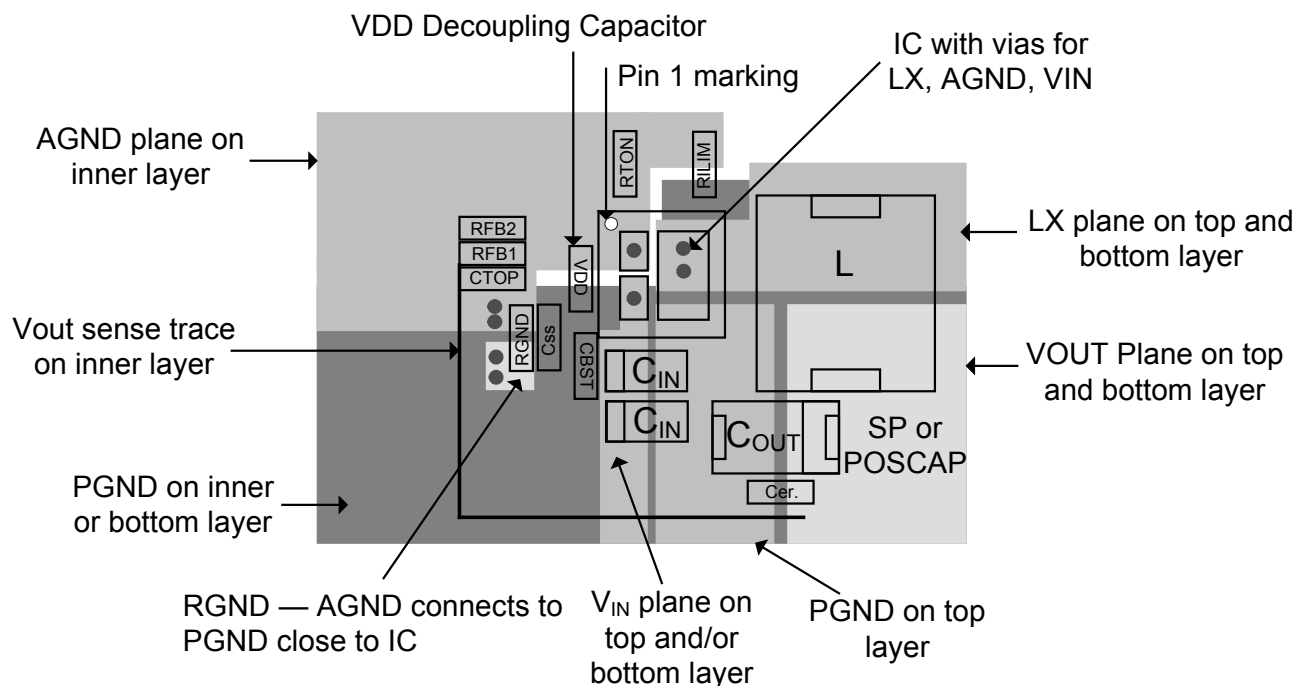 VDD Decoupling Capacitor
Pin 1 marking
IC with vias for
LX, AGND, VIN
AGND plane on
inner layer
RTON
RILIM
RFB2
RFB1
CTOP
VDD
L
LX plane on top and
bottom layer
Vout sense trace
on inner layer
RGND
Css
CBST
CIN
CIN
VOUT Plane on top
and bottom layer
COUT
SP or
POSCAP
Cer.
PGND on inner
or bottom layer
RGND — AGND connects to
PGND close to IC
VIN plane on
top and/or
bottom layer
PGND on top
layer